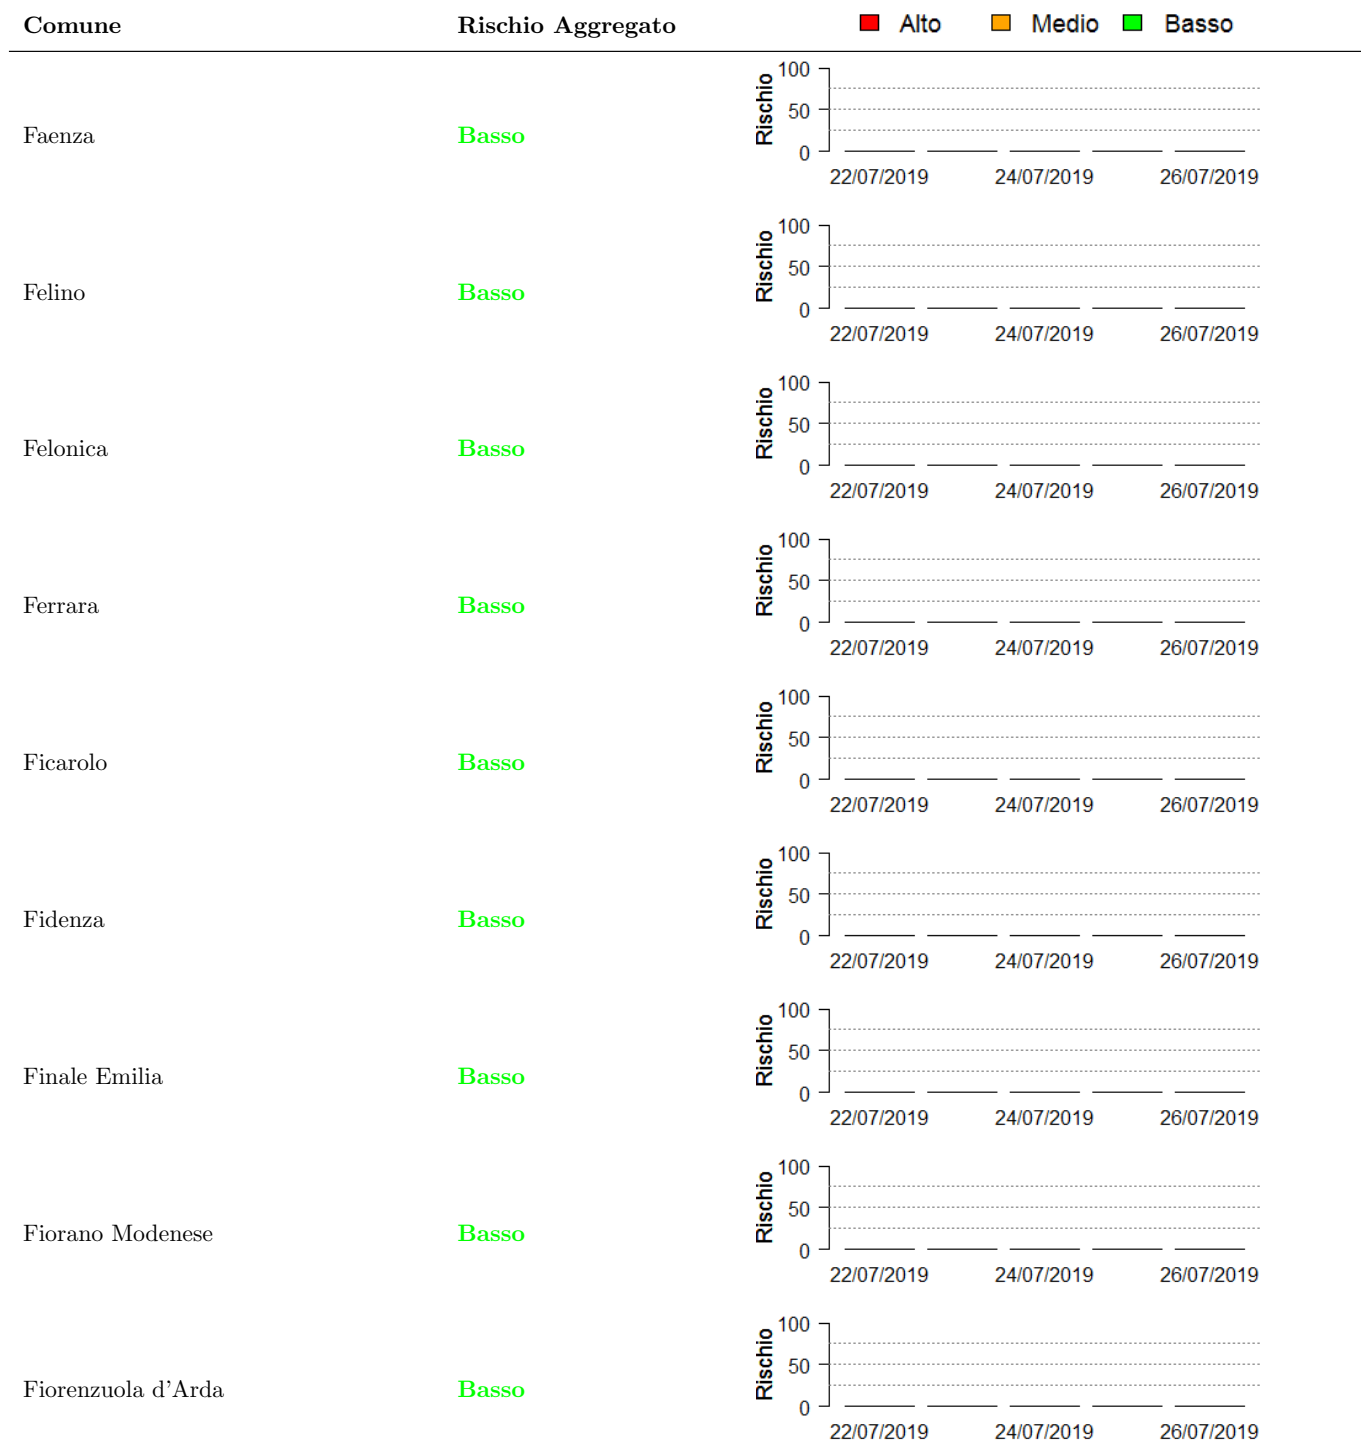 Comune Rischio Aggregato Alto Medio Basso
Faenza Basso Rischio 100 50 0
22/07/2019 24/07/2019 26/07/2019
Felino Basso Rischio 100 50 0
22/07/2019 24/07/2019 26/07/2019
Felonica Basso Rischio 100 50 0
22/07/2019 24/07/2019 26/07/2019
Ferrara Basso Rischio 100 50 0
22/07/2019 24/07/2019 26/07/2019
Ficarolo Basso Rischio 100 50 0
22/07/2019 24/07/2019 26/07/2019
Fidenza Basso Rischio 100 50 0
22/07/2019 24/07/2019 26/07/2019
Finale Emilia Basso Rischio 100 50 0
22/07/2019 24/07/2019 26/07/2019
Fiorano Modenese Basso Rischio 100 50 0
22/07/2019 24/07/2019 26/07/2019
Fiorenzuola d'Arda Basso Rischio 100 50 0
22/07/2019 24/07/2019 26/07/2019